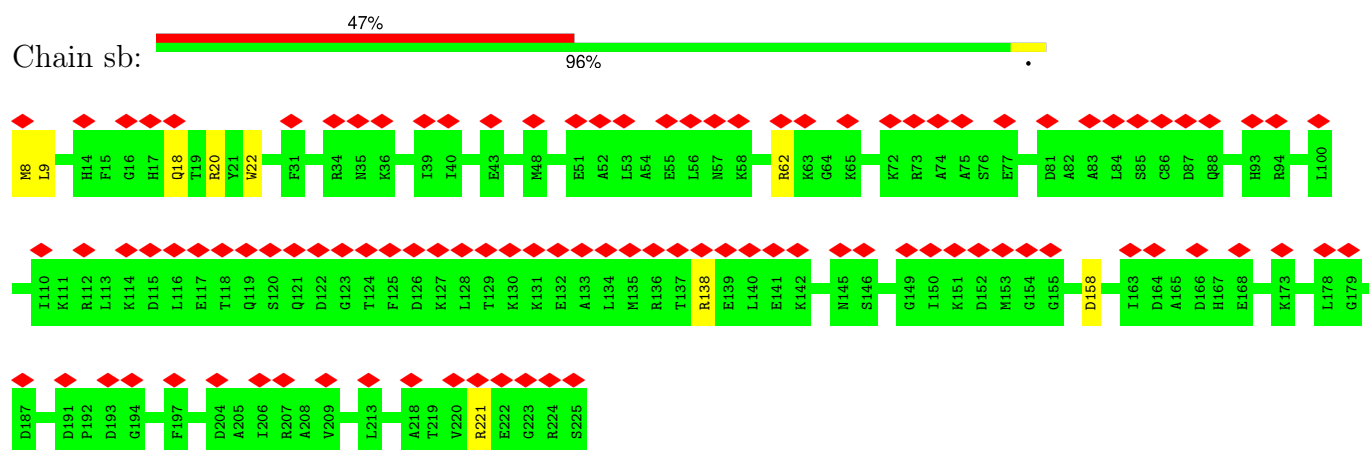 47%
Chain sb:
96%
.
M8 L9 H14 F15 G16 H17 Q18 T19 R20 Y21 W22 F31 R34 N35 K36 I39 I40 E43 M48 E51 A52 L53 A54 E55 L56 N57 K58 R62 K63 G64 K65 K72 R73 A74 A75 S76 E77 D81 A82 A83 L84 S85 C86 D87 Q88 H93 R94 L100
I110 K111 R112 L113 K114 D115 L116 E117 T118 Q119 S120 Q121 D122 G123 T124 F125 D126 K127 L128 T129 K130 K131 E132 A133 L134 M135 R136 T137 R138 E139 L140 E141 K142 N145 S146 G149 I150 K151 D152 M153 G154 G155 D158 I163 D164 A165 D166 H167 E168 K173 L178 G179
D187 D191 P192 D193 G194 F197 D204 A205 I206 R207 A208 V209 L213 A218 T219 V220 R221 E222 G223 R224 S225